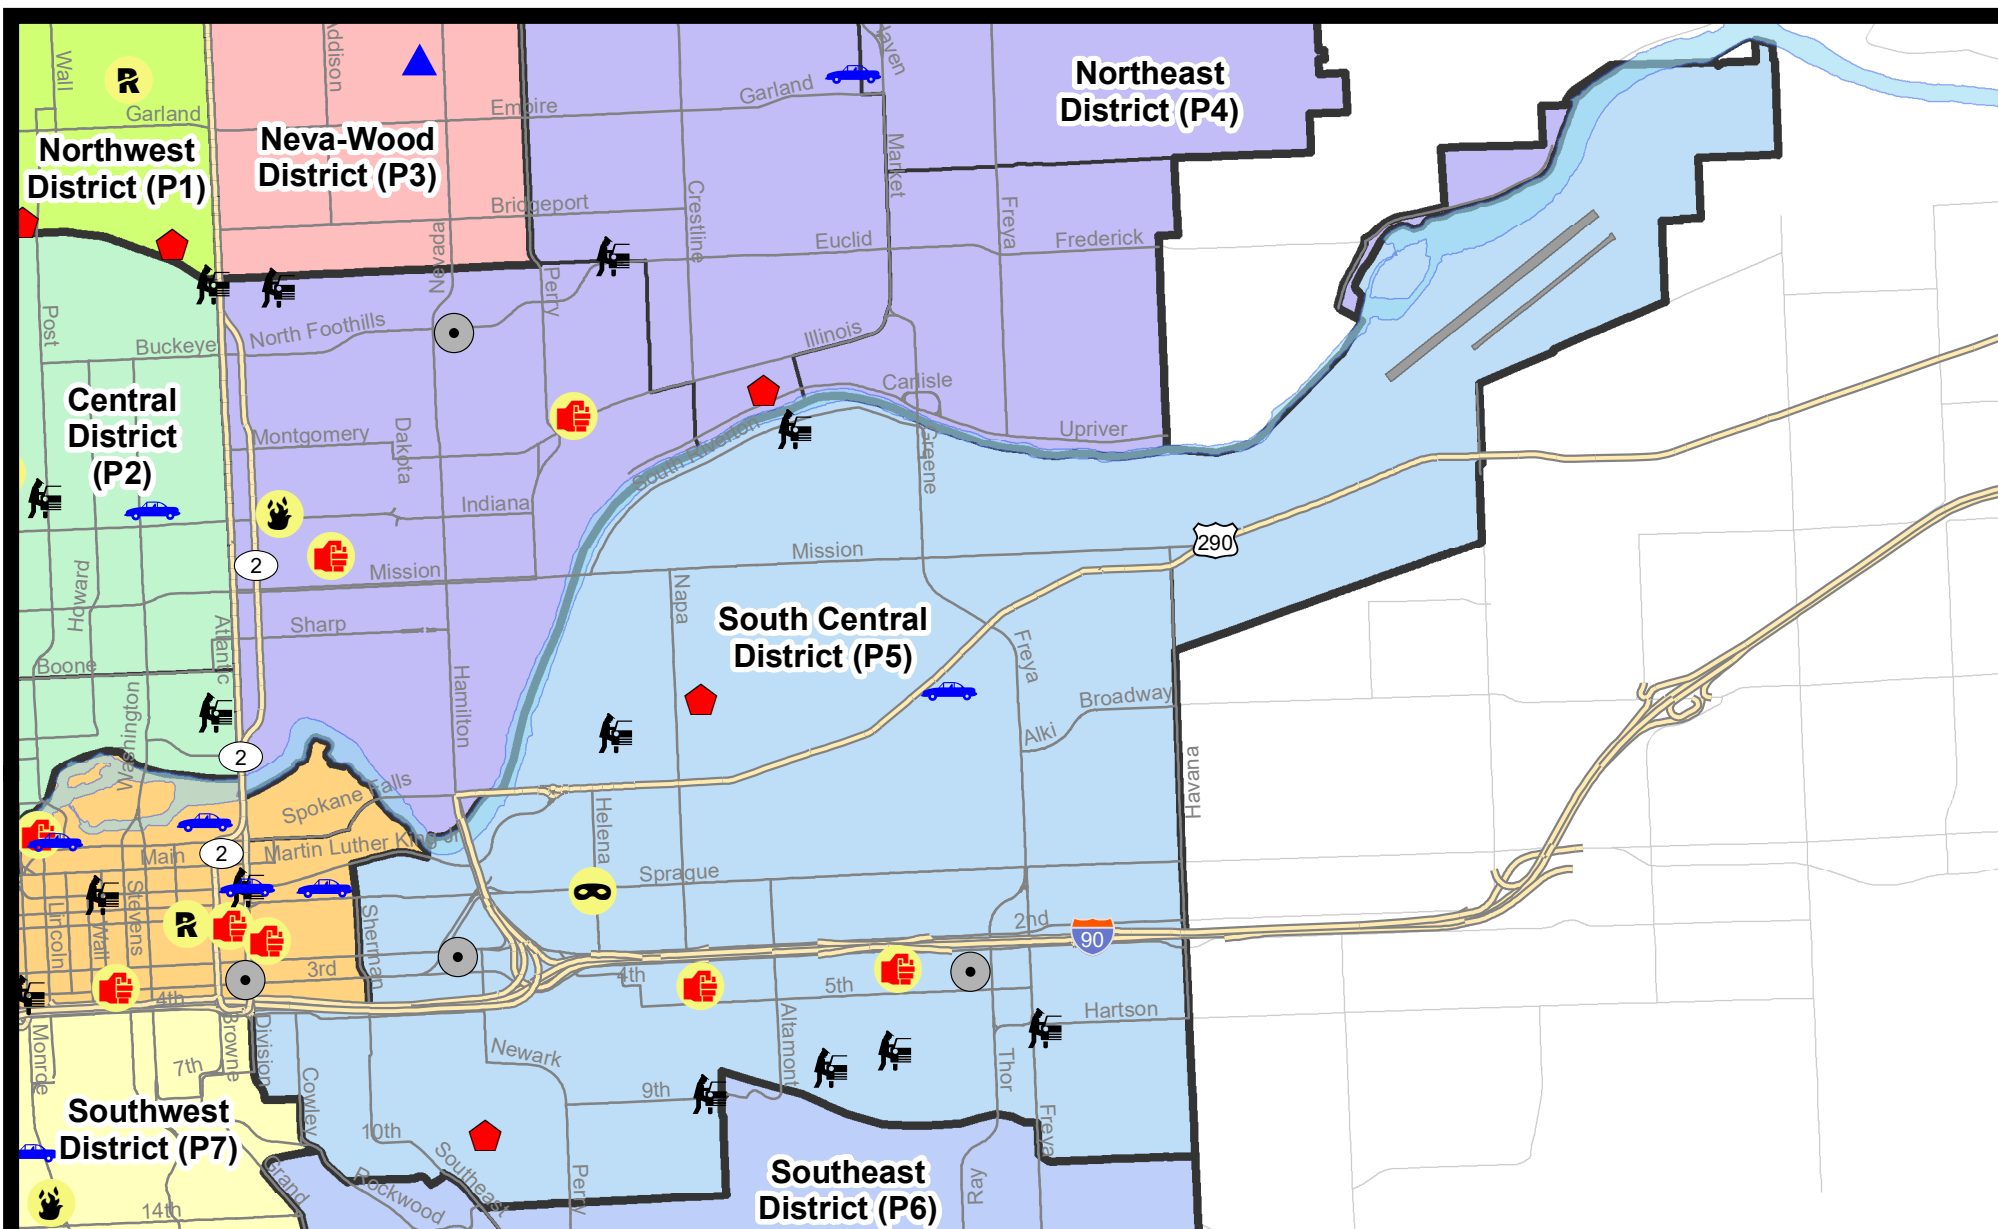 Wall
Addison
Haven
Garland
Empire
Garland
Northeast
District (P4)
Northwest
District (P1)
Neva-Wood
District (P3)
Market
Bridgeport
Crestline
Freya
Euclid
Frederick
Nevada
Perry
Post
North Foothills
Buckeye
Illinois
Carlisle
Central
District
(P2)
Montgomery
Dakota
South Riverton
Upriver
Greene
Indiana
290
Mission
2
Mission
Howard
Napa
South Central
District (P5)
Sharp
Atlantic
Boone
Freya
Hamilton
Washington
Broadway
Alki
2
Havana
Spokane Falls
Helena
2
Main
Martin Luther King Jr
Sprague
Stevens
Lincoln
Wall
Sherman
2nd
90
3rd
4th
5th
4th
Altamont
Hartson
Monroe
Browne
Division
Newark
7th
Thor
Cowley
9th
Southwest
District (P7)
10th
Freya
Southeast
Grand
Rockwood
Perry
Southeast
District (P6)
Ray
14th